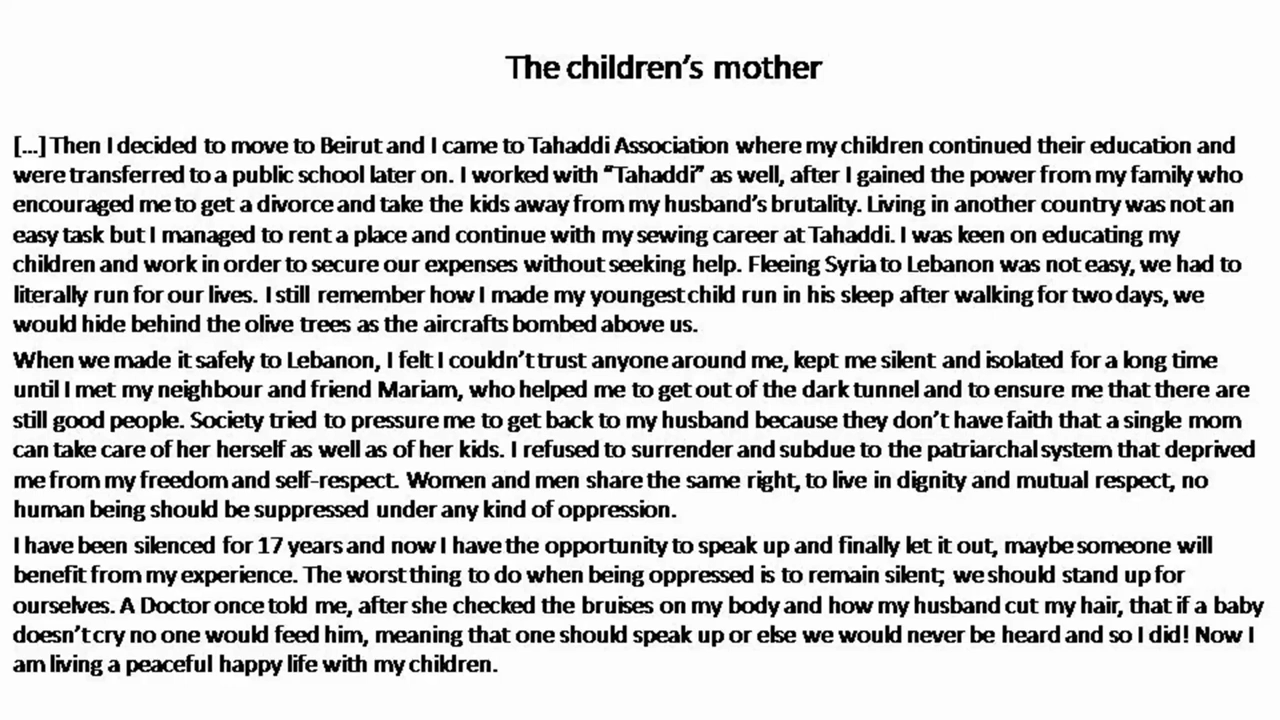 The children’s mother
[...] Then I decided to move to Beirut and I came to Tahaddi Association where my children continued their education and
were transferred to a public school later on. I worked with “Tahaddi” as well, after I gained the power from my family who
encouraged me to get a divorce and take the kids away from my husband’s brutality. Living in another country was not an
easy task but I managed to rent a place and continue with my sewing career at Tahaddi. I was keen on educating my
children and work in order to secure our expenses without seeking help. Fleeing Syria to Lebanon was not easy, we had to
literally run for our lives. I still remember how I made my youngest child run in his sleep after walking for two days, we
would hide behind the olive trees as the aircrafts bombed above us.
When we made it safely to Lebanon, I felt I couldn’t trust anyone around me, kept me silent and isolated for a long time
until I met my neighbour and friend Mariam, who helped me to get out of the dark tunnel and to ensure me that there are
still good people. Society tried to pressure me to get back to my husband because they don’t have faith that a single mom
can take care of her herself as well as of her kids. I refused to surrender and subdue to the patriarchal system that deprived
me from my freedom and self-respect. Women and men share the same right, to live in dignity and mutual respect, no
human being should be suppressed under any kind of oppression.
I have been silenced for 17 years and now I have the opportunity to speak up and finally let it out, maybe someone will
benefit from my experience. The worst thing to do when being oppressed is to remain silent; we should stand up for
ourselves. A Doctor once told me, after she checked the bruises on my body and how my husband cut my hair, that if a baby
doesn’t cry no one would feed him, meaning that one should speak up or else we would never be heard and so I did! Now I
am living a peaceful happy life with my children.